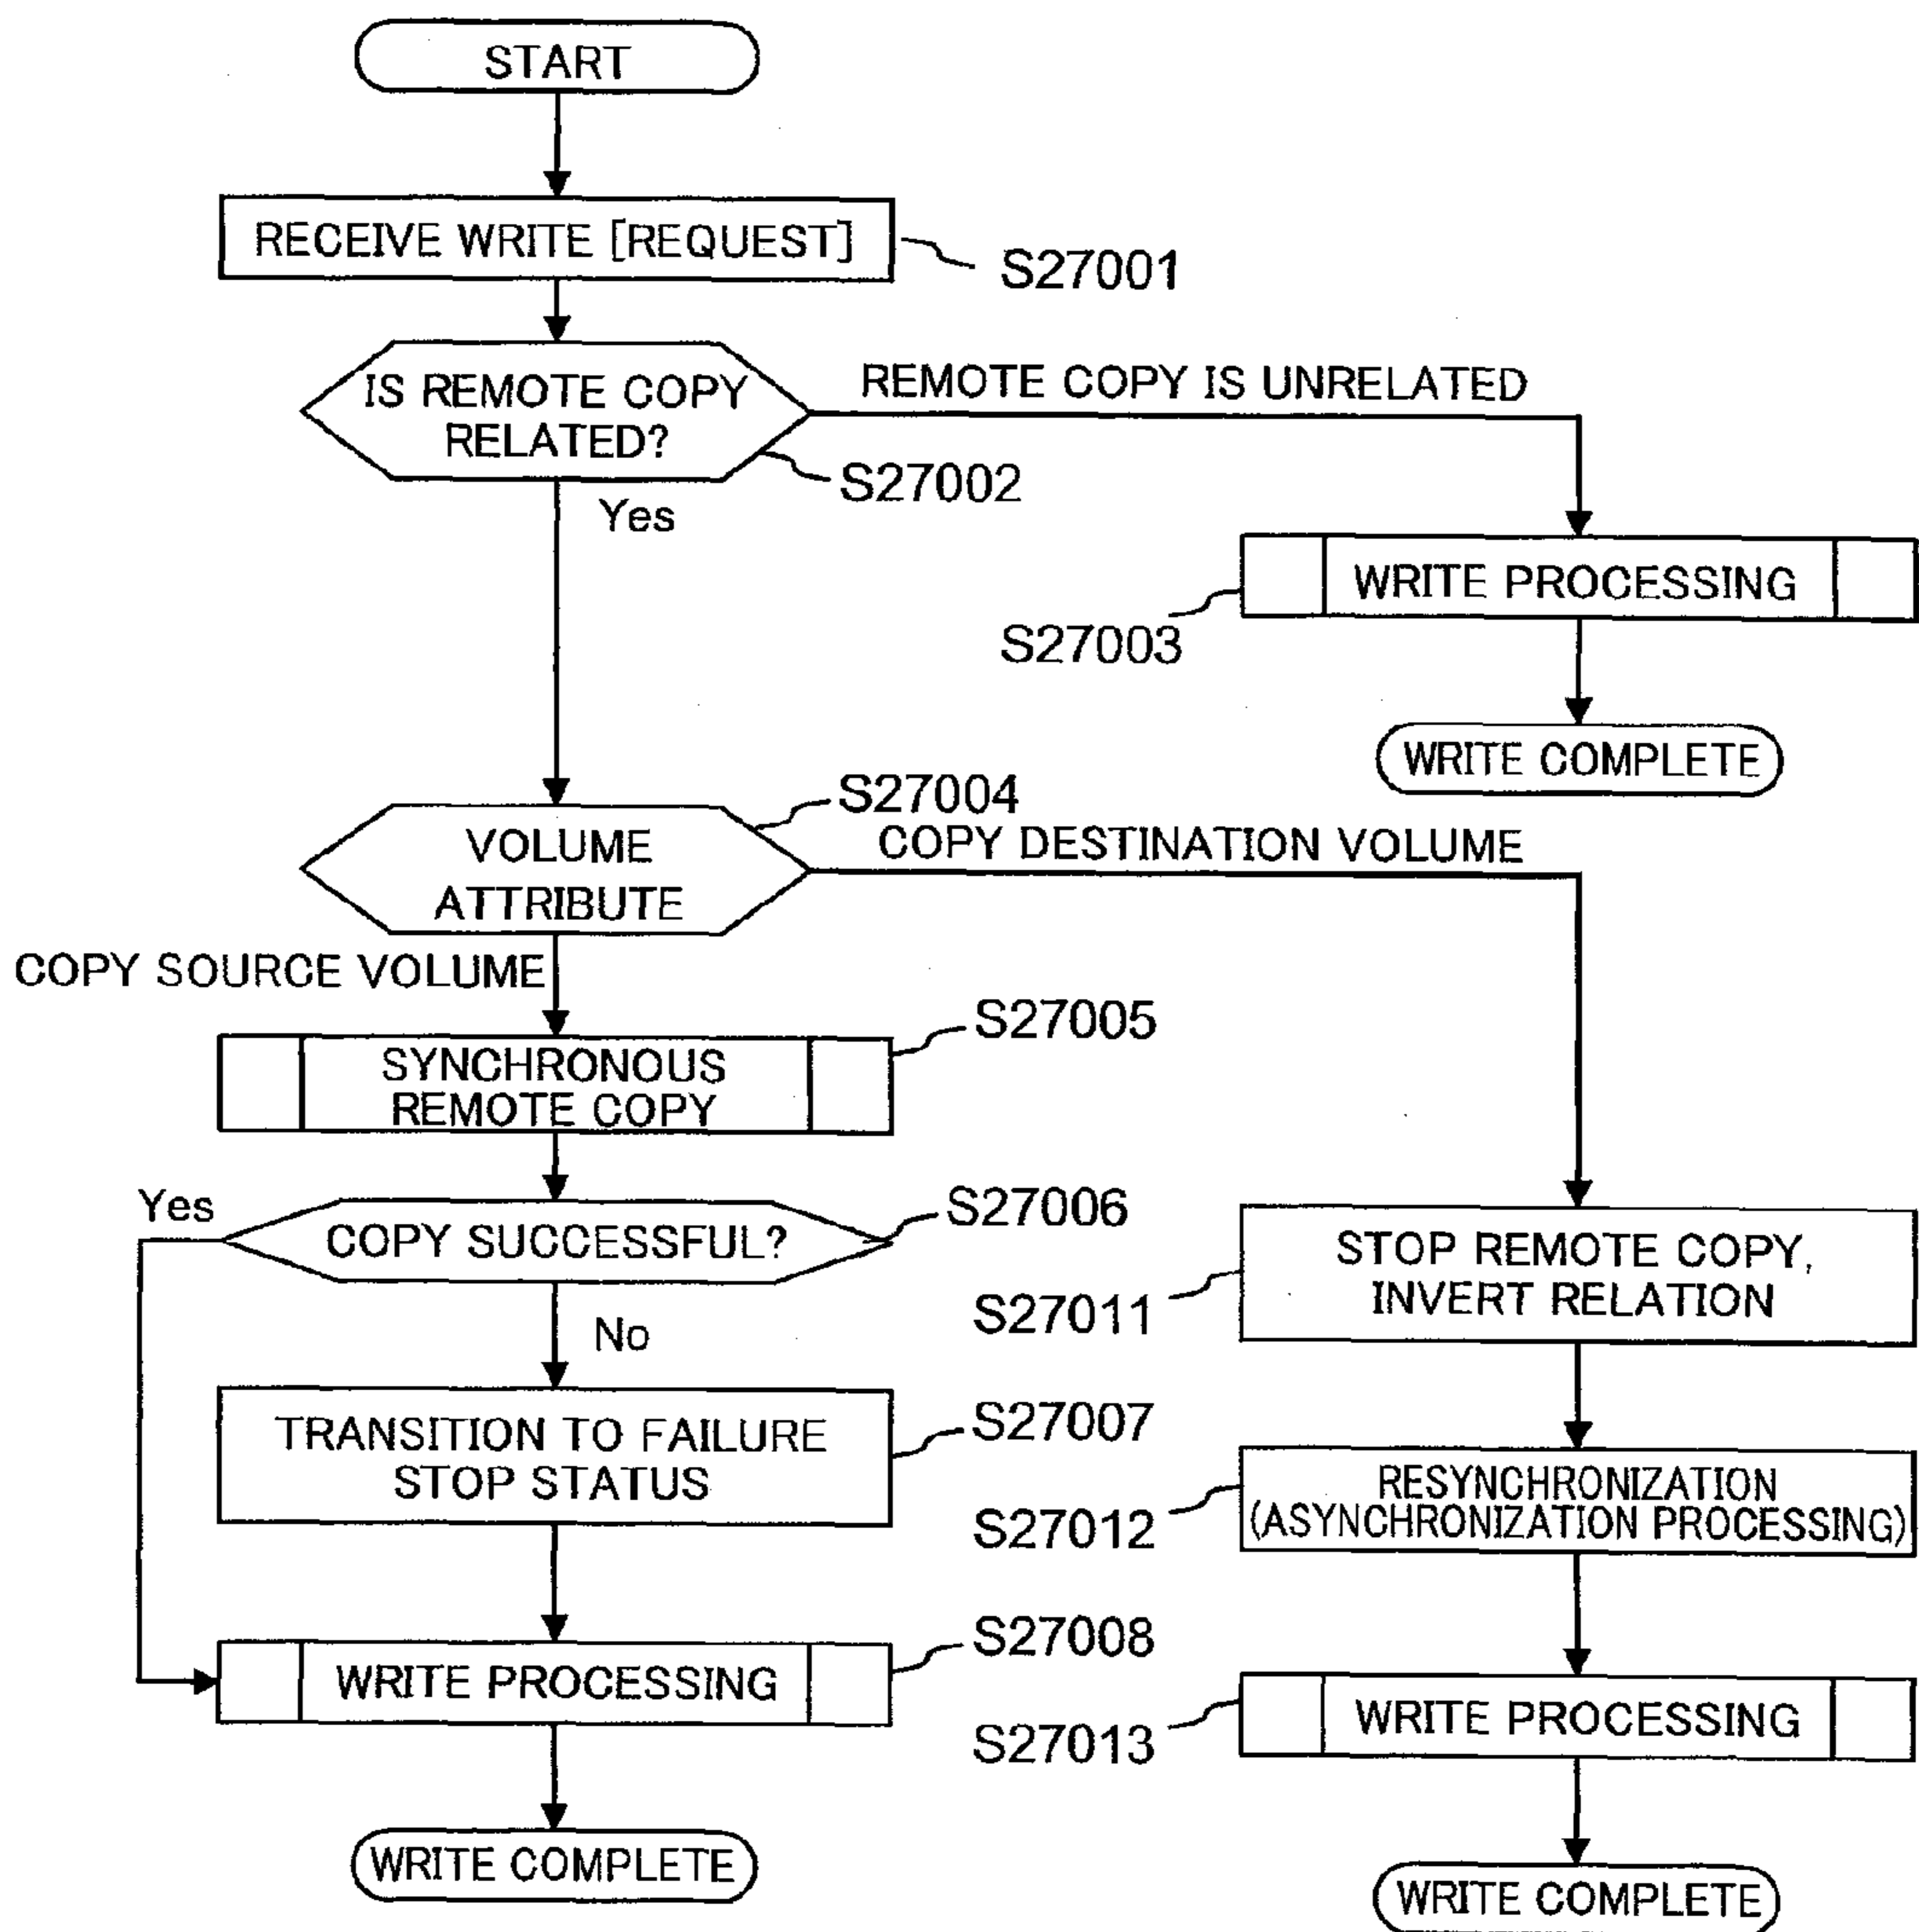 START
RECEIVE WRITE [REQUEST]
S27001
IS REMOTE COPY
RELATED?
REMOTE COPY IS UNRELATED
S27002
Yes
WRITE PROCESSING
S27003
WRITE COMPLETE
S27004
VOLUME
ATTRIBUTE
COPY DESTINATION VOLUME
COPY SOURCE VOLUME
S27005
SYNCHRONOUS
REMOTE COPY
Yes
S27006
COPY SUCCESSFUL?
No
STOP REMOTE COPY,
INVERT RELATION
S27011
TRANSITION TO FAILURE
STOP STATUS
S27007
RESYNCHRONIZATION
(ASYNCHRONIZATION PROCESSING)
S27012
S27008
WRITE PROCESSING
WRITE PROCESSING
S27013
WRITE COMPLETE
WRITE COMPLETE